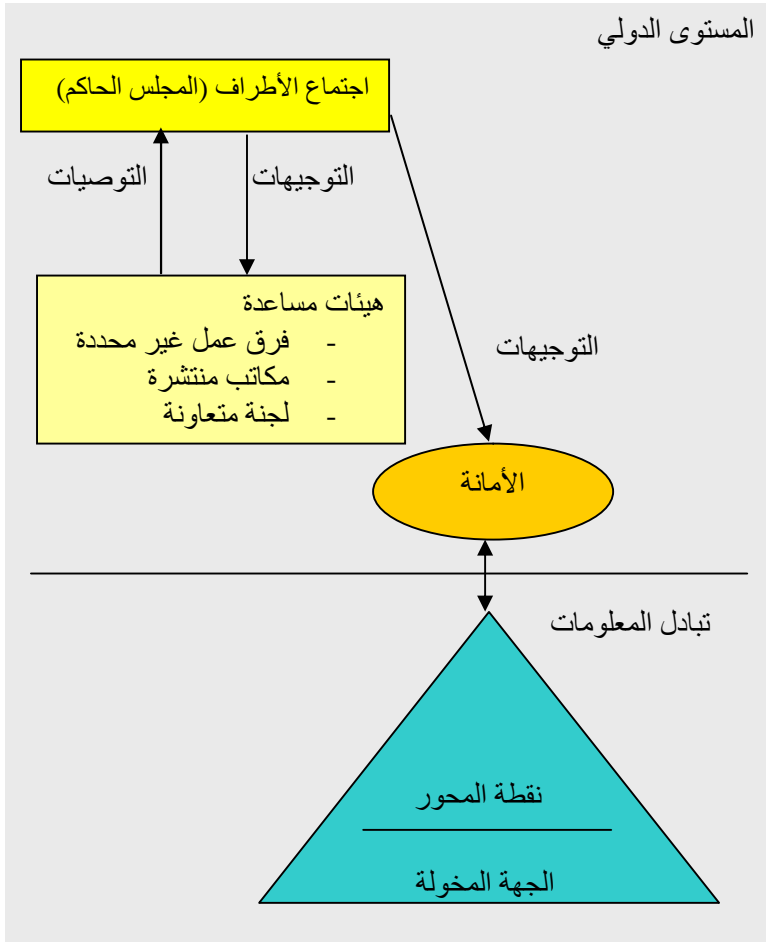 المستوى الدولي
اجتماع الأطراف (المجلس الحاكم)
التوجيهات
التوصيات
هيئات مساعدة
- فرق عمل غير محددة
- مكاتب منتشرة
- لجنة متعاونة
التوجيهات
الأمانة
تبادل المعلومات
نقطة المحور
الجهة المخولة